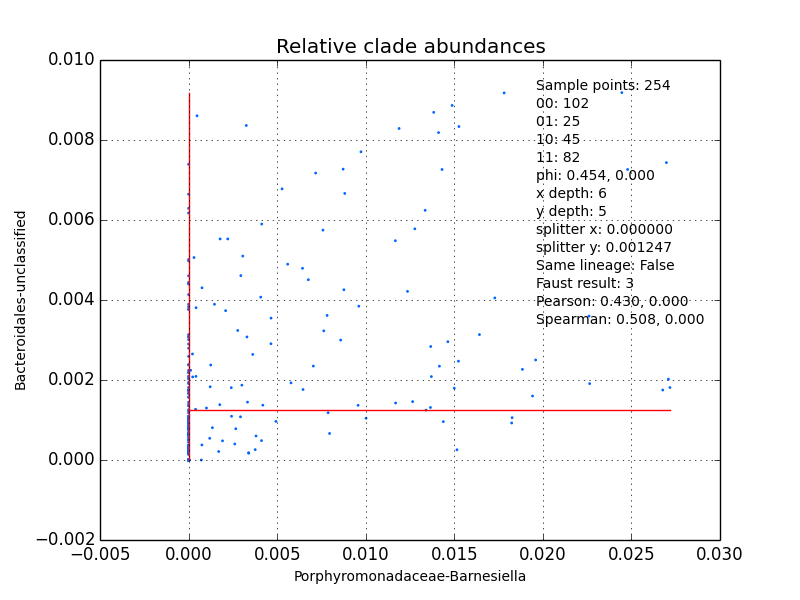 Relative clade abundances
0.010
0.008
0.006
0.004
0.002
0.000
−0.002
Bacteroidales-unclassified
Sample points: 254
00: 102
01: 25
10: 45
11: 82
phi: 0.454, 0.000
x depth: 6
y depth: 5
splitter x: 0.000000
splitter y: 0.001247
Same lineage: False
Faust result: 3
Pearson: 0.430, 0.000
Spearman: 0.508, 0.000
−0.005 0.000 0.005 0.010 0.015 0.020 0.025 0.030
Porphyromonadaceae-Barnesiella